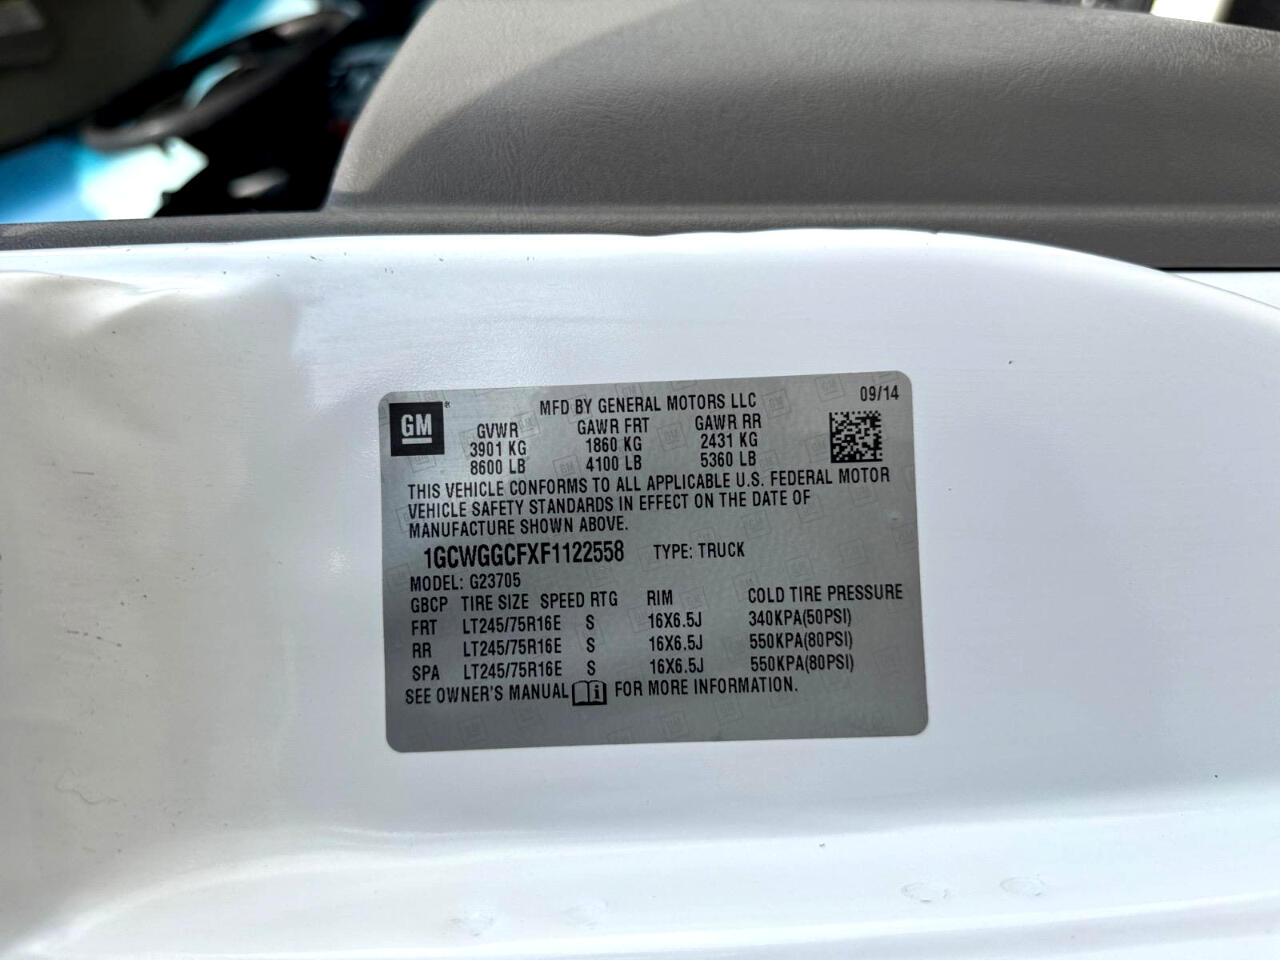 GM ® MFD BY GENERAL MOTORS LLC 09/14
GVWR GAWR FRT GAWR RR
3901 KG 1860 KG 2431 KG
8600 LB 4100 LB 5360 LB
THIS VEHICLE CONFORMS TO ALL APPLICABLE U.S. FEDERAL MOTOR
VEHICLE SAFETY STANDARDS IN EFFECT ON THE DATE OF
MANUFACTURE SHOWN ABOVE.
1GCWGGCFXF1122558 TYPE: TRUCK
MODEL: G23705
GBCP TIRE SIZE SPEED RTG RIM COLD TIRE PRESSURE
FRT LT245/75R16E S 16X6.5J 340KPA(50PSI)
RR LT245/75R16E S 16X6.5J 550KPA(80PSI)
SPA LT245/75R16E S 16X6.5J 550KPA(80PSI)
SEE OWNER'S MANUAL i FOR MORE INFORMATION.